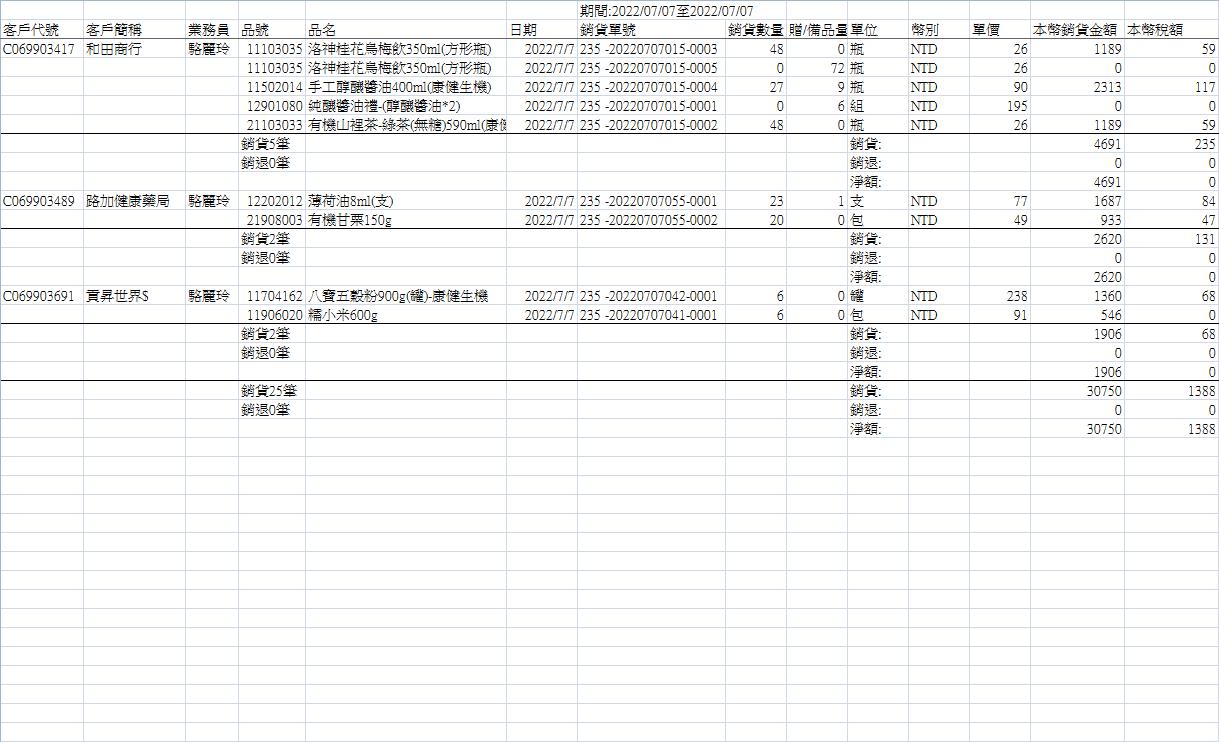 期間:2022/07/07至2022/07/07
客戶代號 客戶簡稱 業務員 品號 品名 日期 銷貨單號 銷貨數量 贈/備品量 單位 幣別 單價 本幣銷貨金額 本幣稅額
C069903417 和田商行 駱麗玲 11103035 洛神桂花烏梅飲350ml(方形瓶) 2022/7/7 235 -20220707015-0003 48 0 瓶 NTD 26 1189 59
11103035 洛神桂花烏梅飲350ml(方形瓶) 2022/7/7 235 -20220707015-0005 0 72 瓶 NTD 26 0 0
11502014 手工醇釀醬油400ml(康健生機) 2022/7/7 235 -20220707015-0004 27 9 瓶 NTD 90 2313 117
12901080 純釀醬油禮-(醇釀醬油*2) 2022/7/7 235 -20220707015-0001 0 6 組 NTD 195 0 0
21103033 有機山裡茶-綠茶(無糖)590ml(康健 2022/7/7 235 -20220707015-0002 48 0 瓶 NTD 26 1189 59
銷貨5筆 銷貨: 4691 235
銷退0筆 銷退: 0 0
淨額: 4691 0
C069903489 路加健康藥局 駱麗玲 12202012 薄荷油8ml(支) 2022/7/7 235 -20220707055-0001 23 1 支 NTD 77 1687 84
21908003 有機甘栗150g 2022/7/7 235 -20220707055-0002 20 0 包 NTD 49 933 47
銷貨2筆 銷貨: 2620 131
銷退0筆 銷退: 0 0
淨額: 2620 0
C069903691 貢昇世界$ 駱麗玲 11704162 八寶五穀粉900g(罐)-康健生機 2022/7/7 235 -20220707042-0001 6 0 罐 NTD 238 1360 68
11906020 糯小米600g 2022/7/7 235 -20220707041-0001 6 0 包 NTD 91 546 0
銷貨2筆 銷貨: 1906 68
銷退0筆 銷退: 0 0
淨額: 1906 0
銷貨25筆 銷貨: 30750 1388
銷退0筆 銷退: 0 0
淨額: 30750 1388